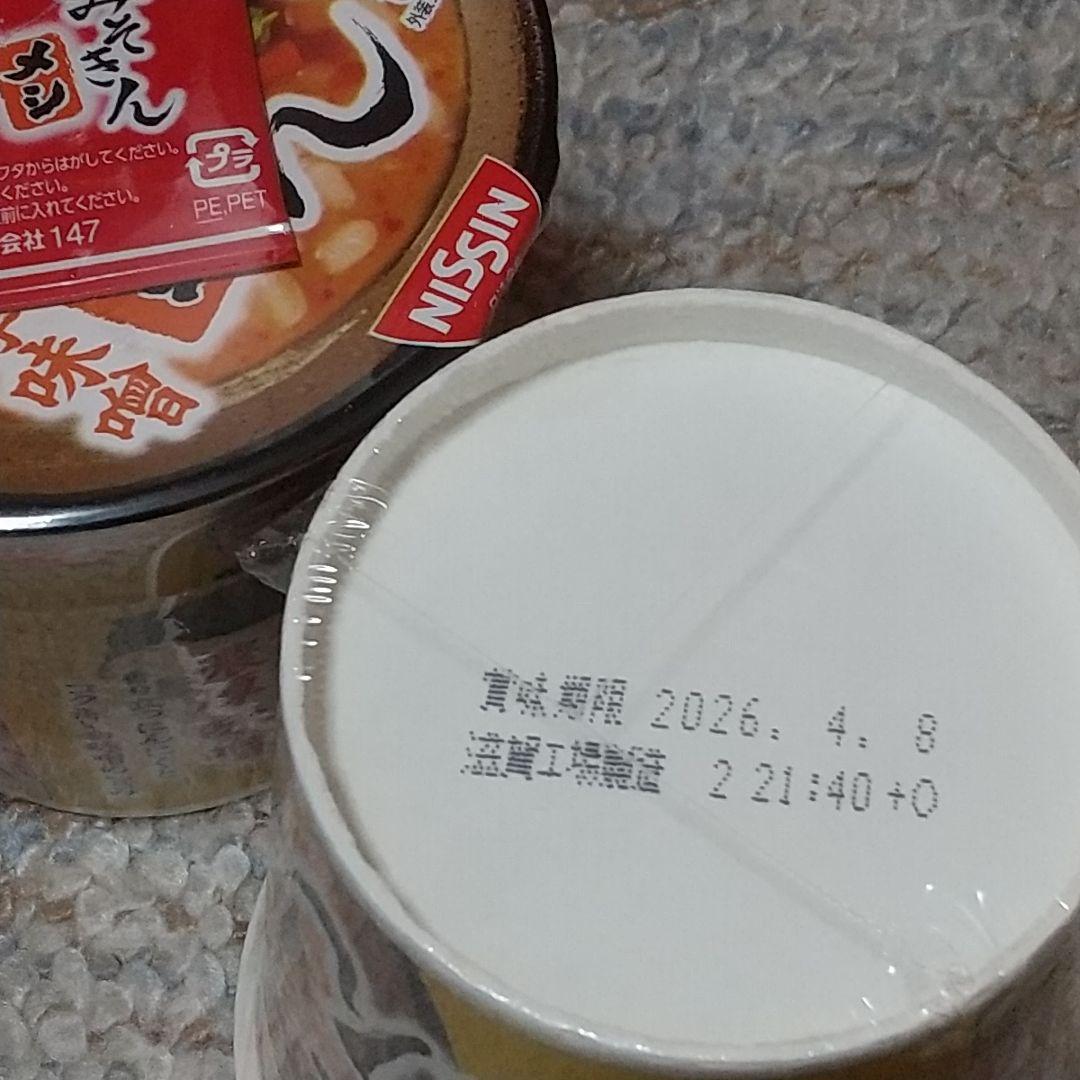 みそきん
メシ
外装
フタからはがしてください。
ください。
前に入れてください。
会社147
プラ
PE,PET
NISSIN
味噌
賞味期限 2026. 4. 8
滋賀工場製造 2 21:40+0